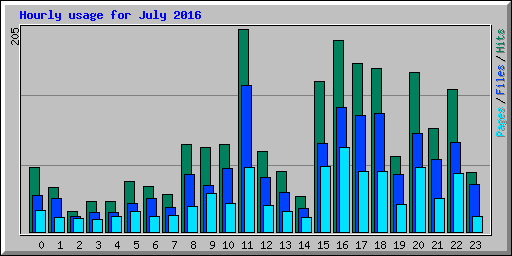 Hourly usage for July 2016
205
Pages/Files/Hits
0 1 2 3 4 5 6 7 8 9 10 11 12 13 14 15 16 17 18 19 20 21 22 23